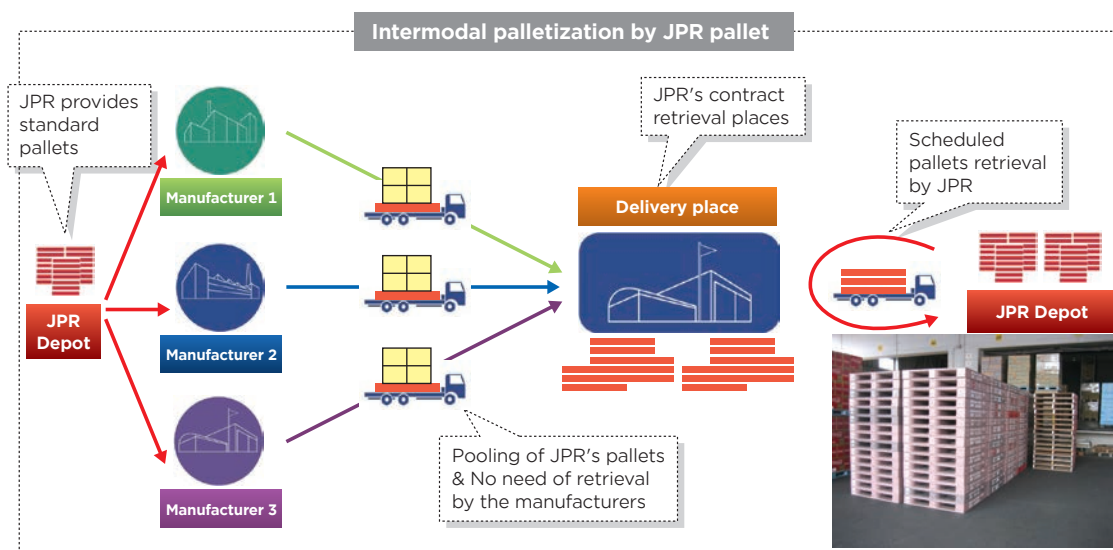 Intermodal palletization by JPR pallet
JPR provides
standard
pallets
JPR
Depot
Manufacturer 1
Manufacturer 2
Manufacturer 3
Pooling of JPR's pallets
& No need of retrieval
by the manufacturers
JPR's contract
retrieval places
Delivery place
Scheduled
pallets retrieval
by JPR
JPR Depot